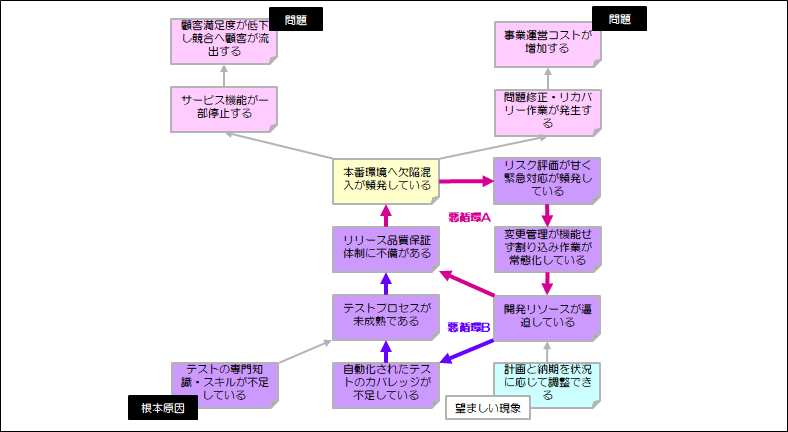 問題
顧客満足度が低下
し競合へ顧客が流
出する
問題
事業運営コストが
増加する
サービス機能が一
部停止する
問題修正・リカバ
リー作業が発生す
る
本番環境へ欠陥混
入が頻発している
リスク評価が甘く
緊急対応が頻発し
ている
悪循環A
リリース品質保証
体制に不備がある
変更管理が機能せ
ず割り込み作業が
常態化している
テストプロセスが
未成熟である
悪循環B
開発リソースが逼
迫している
テストの専門知
識・スキルが不足
している
根本原因
自動化されたテス
トのカバレッジが
不足している
計画と納期を状況
に応じて調整でき
る
望ましい現象